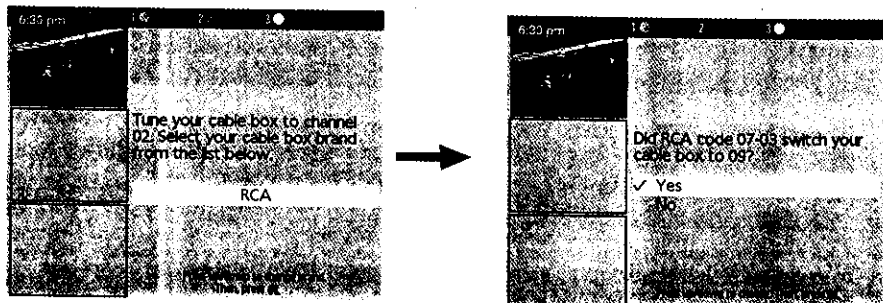 6:30 pm
1 2 3
Tune your cable box to channel
02. Select your cable box brand
from the list below.
RCA
Then press
6:30 pm
1 2 3
Did RCA code 07-03 switch your
cable box to 09?
✓ Yes
No